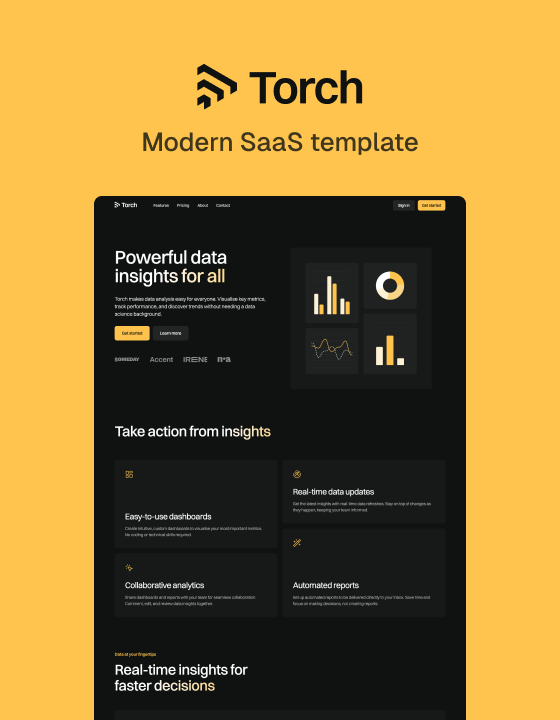 Torch
Modern SaaS template
Torch
Features Pricing About Contact
Sign in Get started
Powerful data
insights for all
Torch makes data analysis easy for everyone. Visualise key metrics,
track performance, and discover trends without needing a data
science background.
Get started Learn more
SOMEDAY Accent IRENE
Take action from insights
Easy-to-use dashboards
Create intuitive, custom dashboards to visualise your most important metrics.
No coding or technical skills required.
Real-time data updates
Get the latest insights with real-time data refreshes. Stay on top of changes as
they happen, keeping your team informed.
Collaborative analytics
Share dashboards and reports with your team for seamless collaboration.
Comment, edit, and review data insights together.
Automated reports
Set up automated reports to be delivered directly to your inbox. Save time and
focus on making decisions, not creating reports.
Data at your fingertips
Real-time insights for
faster decisions